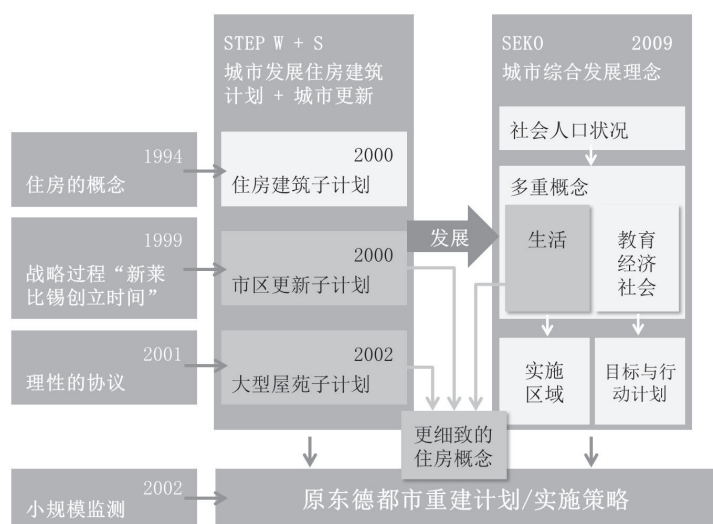 STEP W + S
城市发展住房建筑
计划 + 城市更新
SEKO 2009
城市综合发展理念
1994
住房的概念
2000
住房建筑子计划
社会人口状况
多重概念
1999
战略过程“新莱
比锡创立时间”
2000
市区更新子计划
发展
生活
教育
经济
社会
2001
理性的协议
2002
大型屋苑子计划
实施
区域
目标与行
动计划
更细致的
住房概念
2002
小规模监测
原东德都市重建计划/实施策略